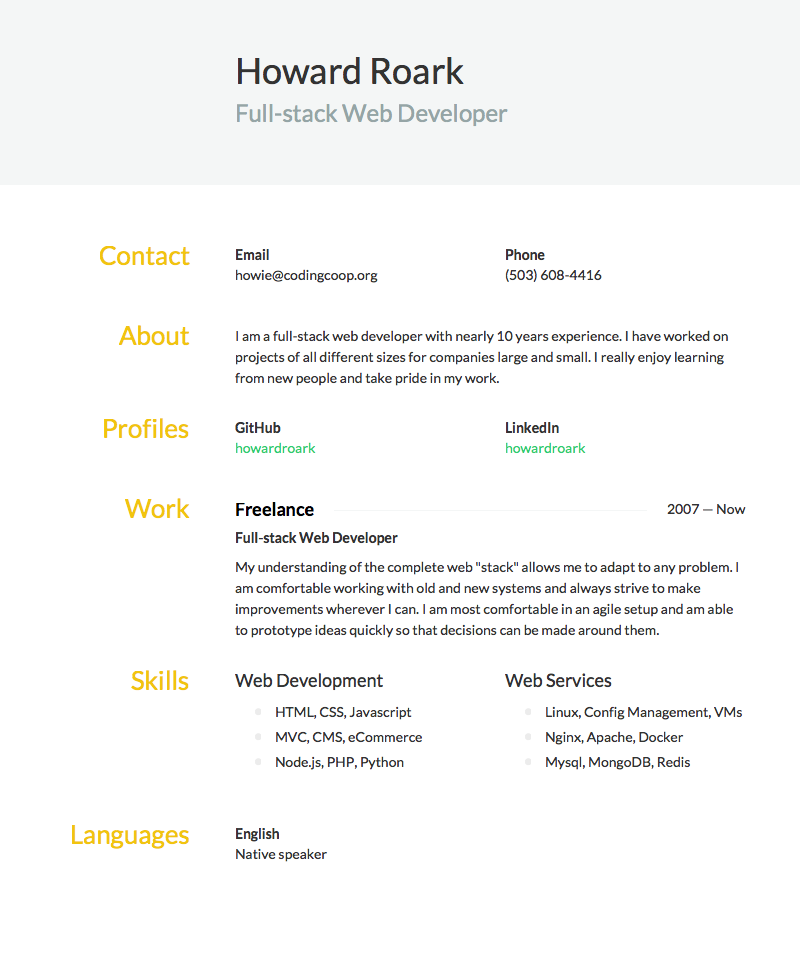 Howard Roark
Full-stack Web Developer
Contact
Email
howie@codingcoop.org
Phone
(503) 608-4416
About
I am a full-stack web developer with nearly 10 years experience. I have worked on
projects of all different sizes for companies large and small. I really enjoy learning
from new people and take pride in my work.
Profiles
GitHub
howardroark
LinkedIn
howardroark
Work
Freelance
2007 — Now
Full-stack Web Developer
My understanding of the complete web "stack" allows me to adapt to any problem. I
am comfortable working with old and new systems and always strive to make
improvements wherever I can. I am most comfortable in an agile setup and am able
to prototype ideas quickly so that decisions can be made around them.
Skills
Web Development
HTML, CSS, Javascript
MVC, CMS, eCommerce
Node.js, PHP, Python
Web Services
Linux, Config Management, VMs
Nginx, Apache, Docker
Mysql, MongoDB, Redis
Languages
English
Native speaker